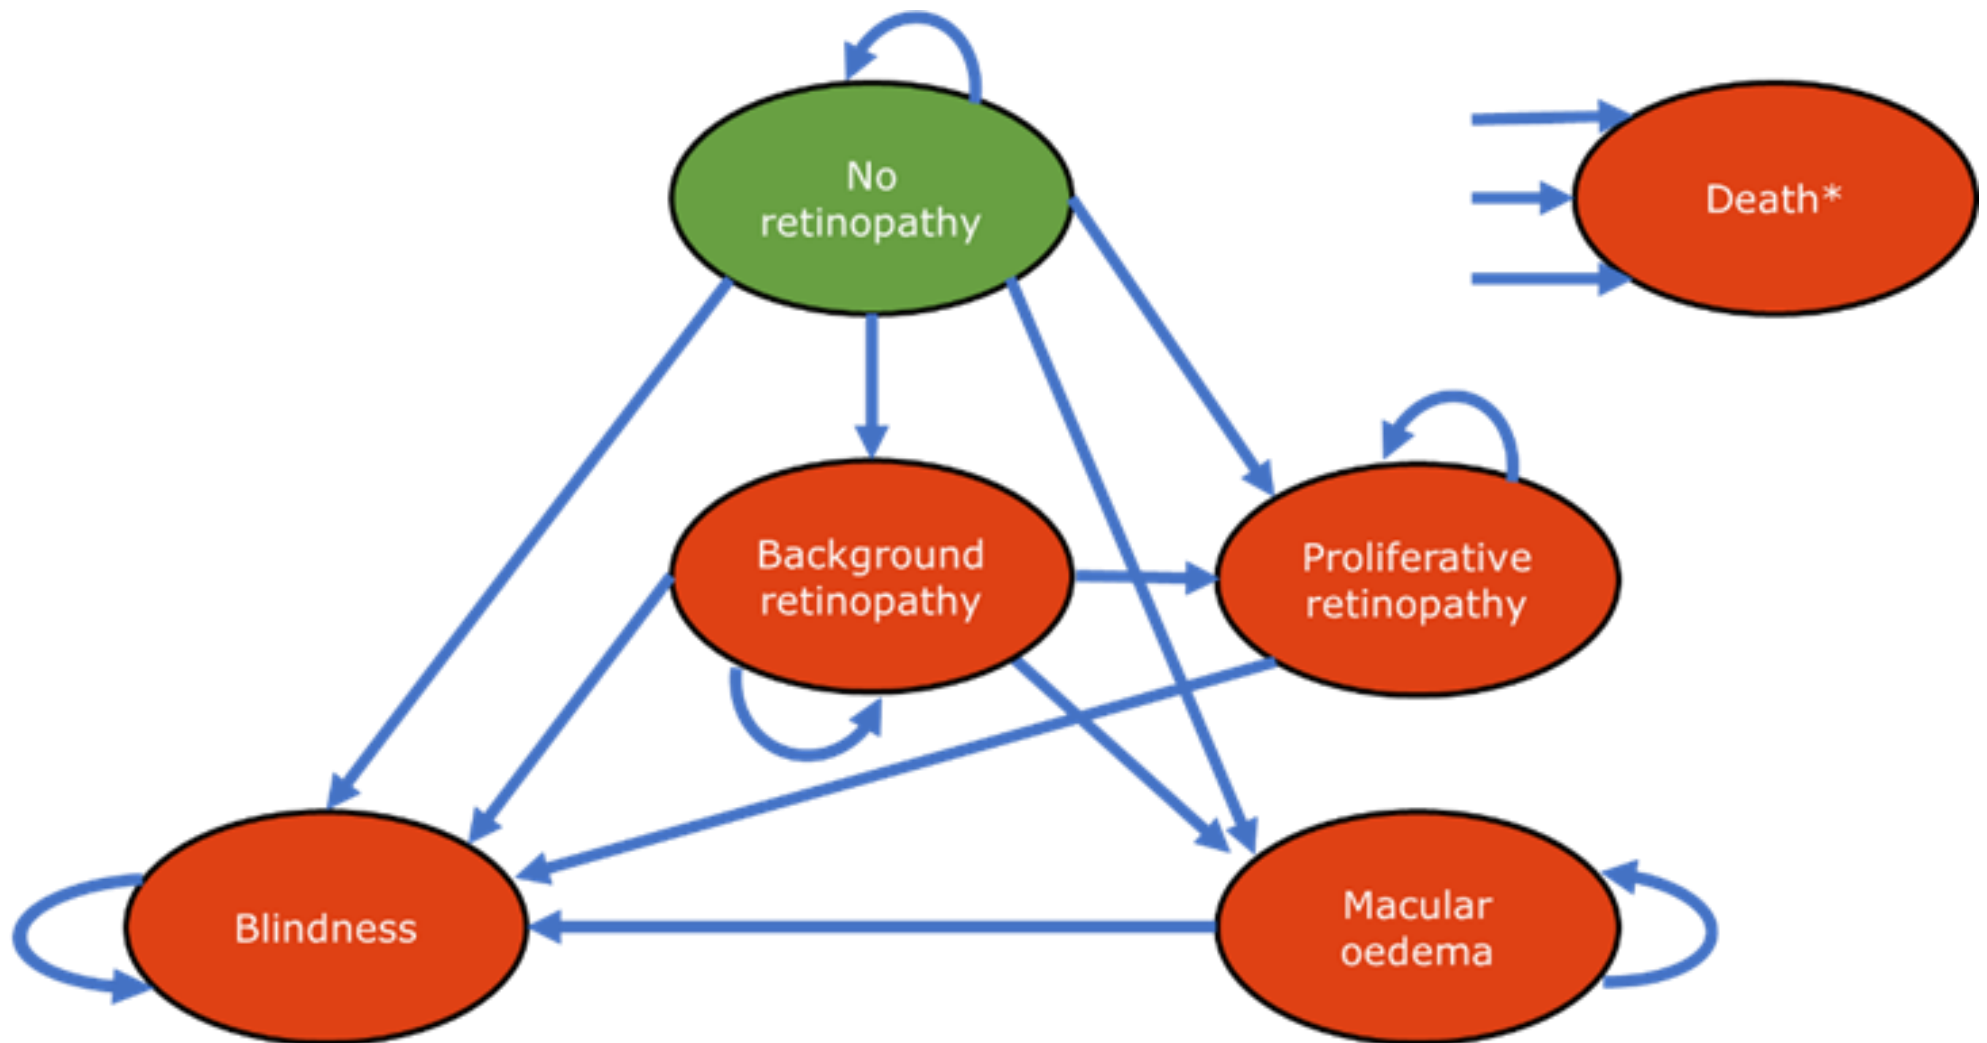 No
retinopathy
Death*
Background
retinopathy
Proliferative
retinopathy
Blindness
Macular
oedema